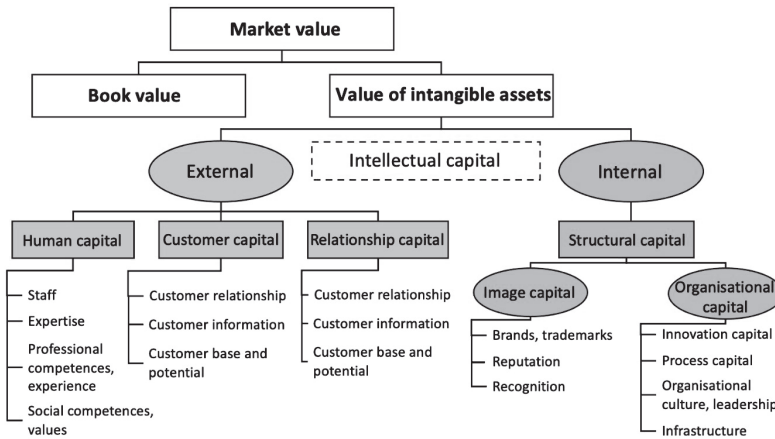 Market value
Book value
Value of intangible assets
External
Intellectual capital
Internal
Human capital
Customer capital
Relationship capital
Structural capital
Staff
Expertise
Professional
competences,
experience
Social competences,
values
Customer relationship
Customer information
Customer base and
potential
Customer relationship
Customer information
Customer base and
potential
Image capital
Brands, trademarks
Reputation
Recognition
Organisational
capital
Innovation capital
Process capital
Organisational
culture, leadership
Infrastructure